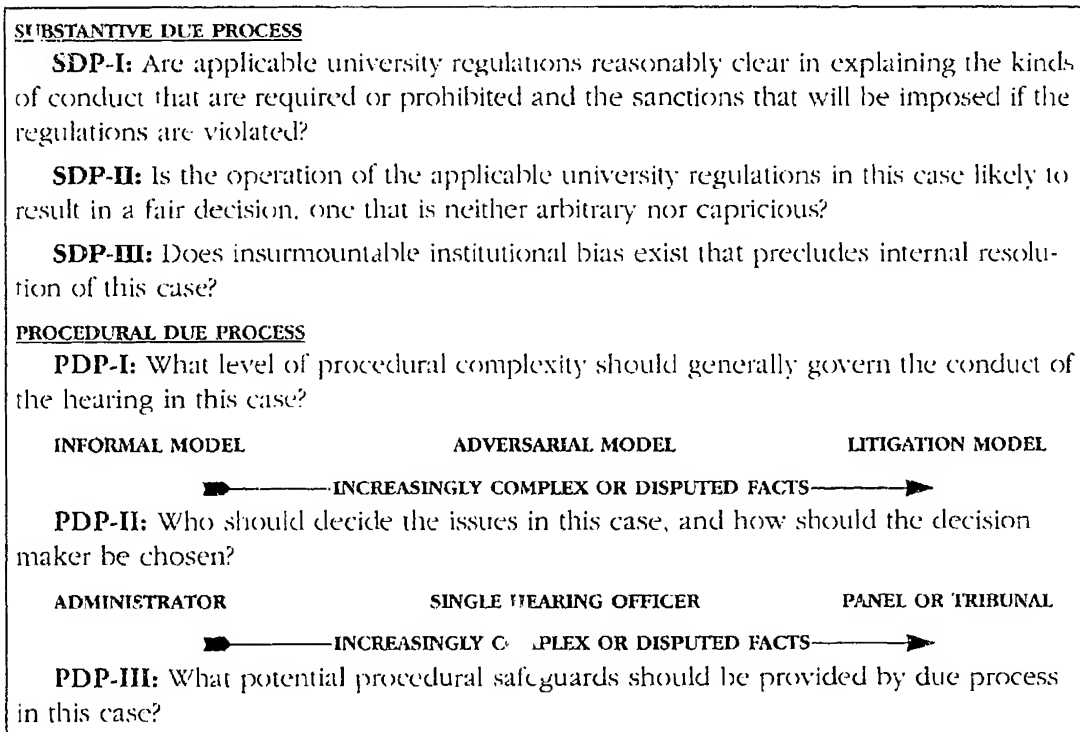 SUBSTANTIVE DUE PROCESS
SDP-I: Are applicable university regulations reasonably clear in explaining the kinds
of conduct that are required or prohibited and the sanctions that will be imposed if the
regulations are violated?
SDP-II: Is the operation of the applicable university regulations in this case likely to
result in a fair decision, one that is neither arbitrary nor capricious?
SDP-III: Does insurmountable institutional bias exist that precludes internal resolu-
tion of this case?
PROCEDURAL DUE PROCESS
PDP-I: What level of procedural complexity should generally govern the conduct of
the hearing in this case?
INFORMAL MODEL ADVERSARIAL MODEL LITIGATION MODEL
INCREASINGLY COMPLEX OR DISPUTED FACTS
PDP-II: Who should decide the issues in this case, and how should the decision
maker be chosen?
ADMINISTRATOR SINGLE HEARING OFFICER PANEL OR TRIBUNAL
INCREASINGLY C PLEX OR DISPUTED FACTS
PDP-III: What potential procedural safeguards should be provided by due process
in this case?